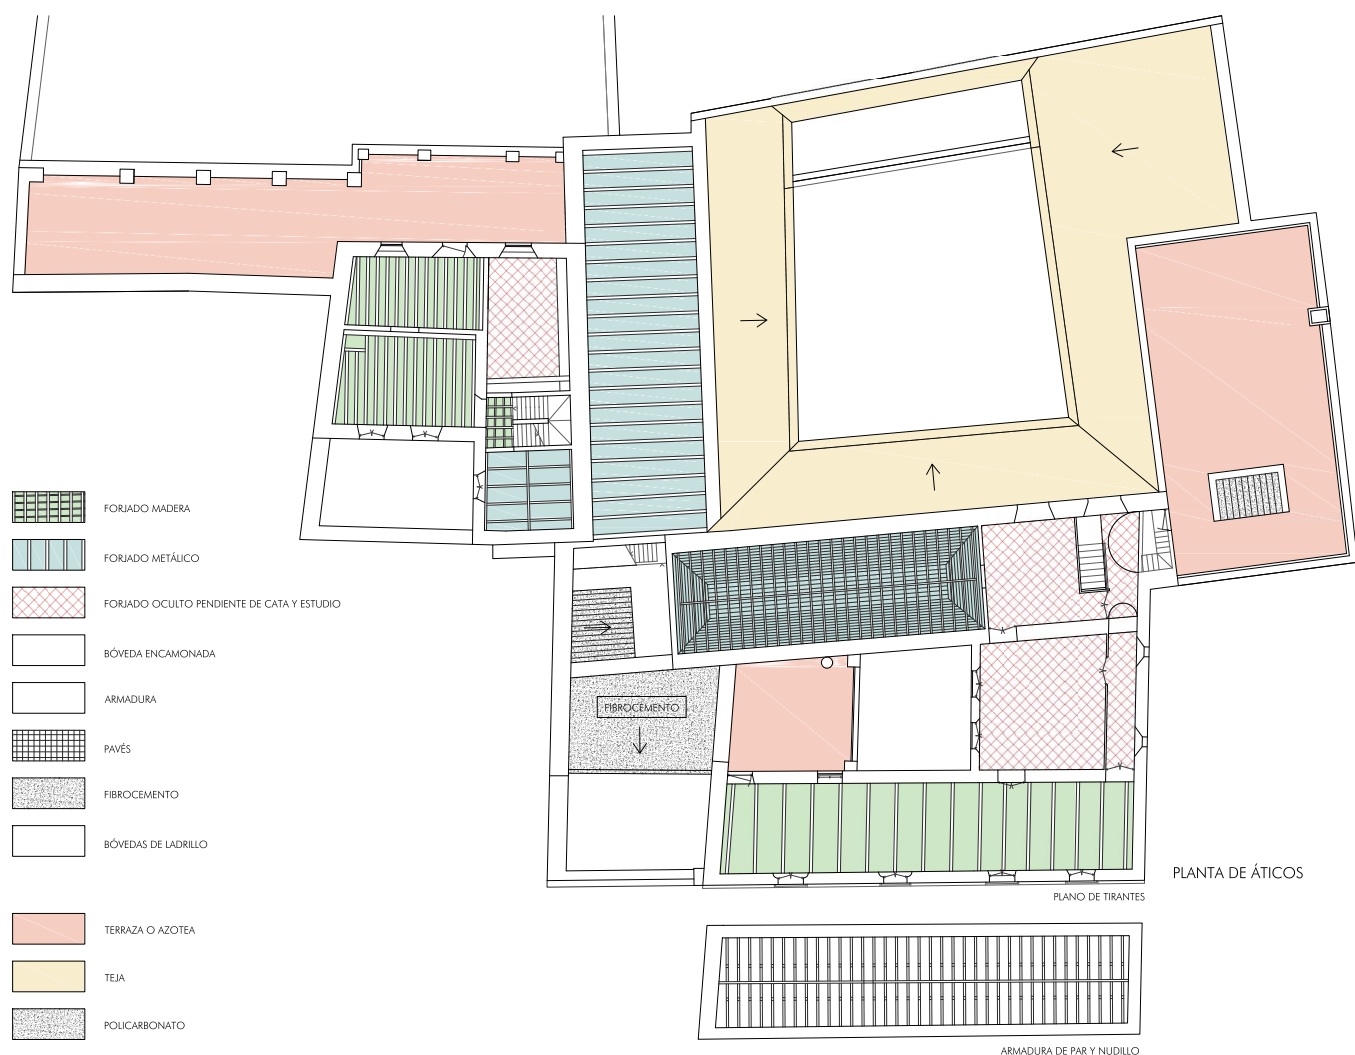 FORJADO MADERA
FORJADO METÁLICO
FORJADO OCULTO PENDIENTE DE CATA Y ESTUDIO
BÓVEDA ENCAMONADA
ARMADURA
PAVÉS
FIBROCEMENTO
BÓVEDAS DE LADRILLO
TERRAZA O AZOTEA
TEJA
POLICARBONATO
FIBROCEMENTO
PLANTA DE ÁTICOS
PLANO DE TIRANTES
ARMADURA DE PAR Y NUDILLO